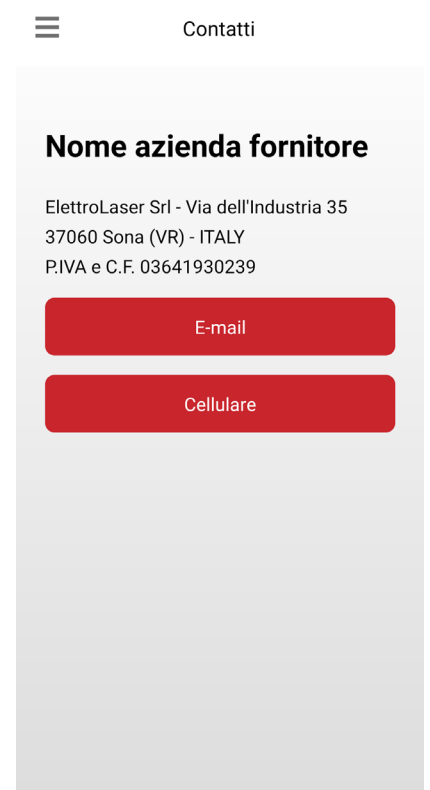 Contatti
Nome azienda fornitore
ElettroLaser Srl - Via dell'Industria 35
37060 Sona (VR) - ITALY
P.IVA e C.F. 03641930239
E-mail
Cellulare